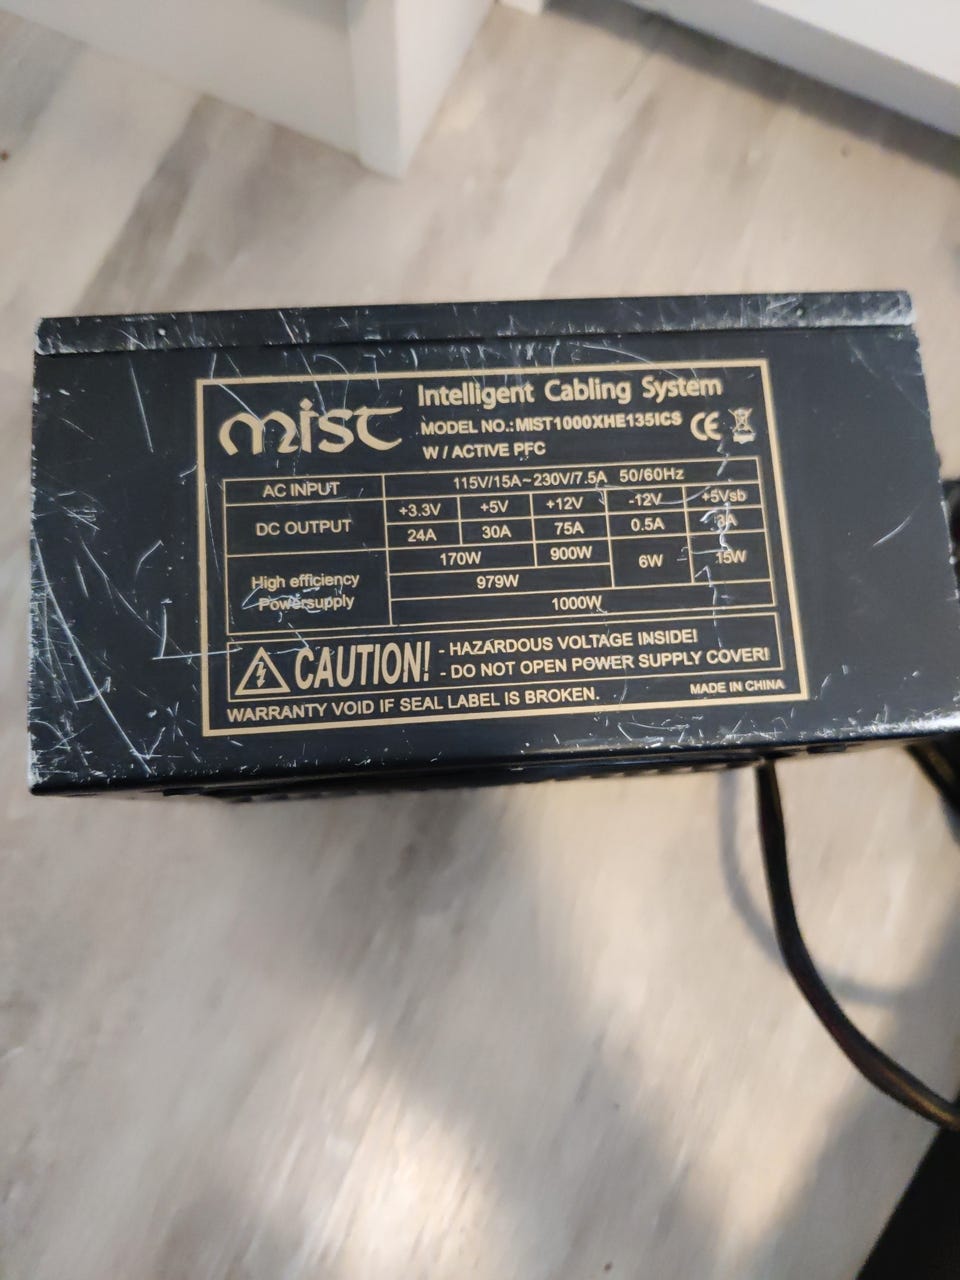 mist
Intelligent Cabling System
MODEL NO.:MIST1000XHE135ICS
W / ACTIVE PFC
CE
AC INPUT 115V/15A~230V/7.5A 50/60Hz
DC OUTPUT +3.3V +5V +12V -12V +5Vsb
24A 30A 75A 0.5A 3A
High efficiency Powersupply 170W 900W 6W 15W
979W
1000W
CAUTION! - HAZARDOUS VOLTAGE INSIDE!
- DO NOT OPEN POWER SUPPLY COVER!
WARRANTY VOID IF SEAL LABEL IS BROKEN.
MADE IN CHINA